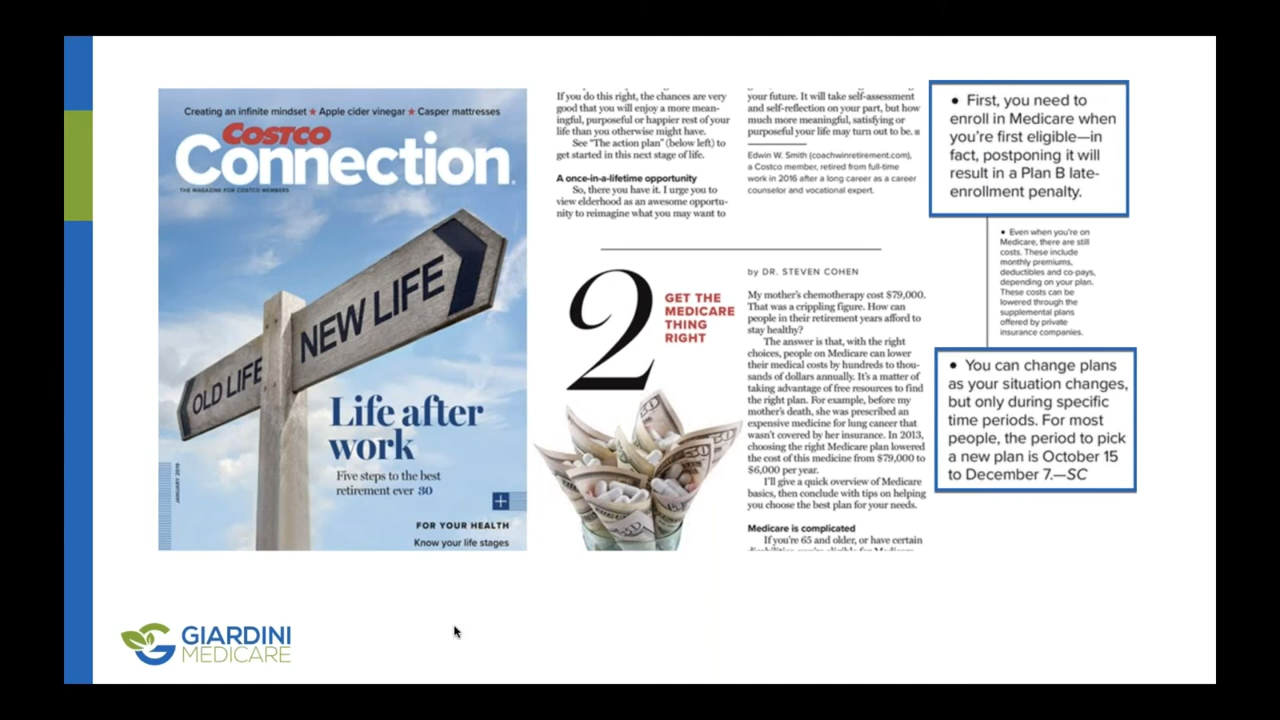 Creating an infinite mindset ★ Apple cider vinegar ★ Casper mattresses
COSTCO
Connection
THE MAGAZINE FOR COSTCO MEMBERS
NEW LIFE
OLD LIFE
Life after
work
Five steps to the best
retirement ever 30
JANUARY 2019
FOR YOUR HEALTH
Know your life stages
If you do this right, the chances are very
good that you will enjoy a more mean-
ingful, purposeful or happier rest of your
life than you otherwise might have.
See “The action plan” (below left) to
get started in this next stage of life.
A once-in-a-lifetime opportunity
So, there you have it. I urge you to
view elderhood as an awesome opportu-
nity to reimagine what you may want to
your future. It will take self-assessment
and self-reflection on your part, but how
much more meaningful, satisfying or
purposeful your life may turn out to be. ■
Edwin W. Smith (coachwinretirement.com),
a Costco member, retired from full-time
work in 2016 after a long career as a career
counselor and vocational expert.
2
GET THE
MEDICARE
THING
RIGHT
50
by DR. STEVEN COHEN
My mother’s chemotherapy cost $79,000.
That was a crippling figure. How can
people in their retirement years afford to
stay healthy?
The answer is that, with the right
choices, people on Medicare can lower
their medical costs by hundreds to thou-
sands of dollars annually. It’s a matter of
taking advantage of free resources to find
the right plan. For example, before my
mother’s death, she was prescribed an
expensive medicine for lung cancer that
wasn’t covered by her insurance. In 2013,
choosing the right Medicare plan lowered
the cost of this medicine from $79,000 to
$6,000 per year.
I’ll give a quick overview of Medicare
basics, then conclude with tips on helping
you choose the best plan for your needs.
Medicare is complicated
If you’re 65 and older, or have certain
disabilities, you’re eligible for Medicare
• First, you need to
enroll in Medicare when
you’re first eligible—in
fact, postponing it will
result in a Plan B late-
enrollment penalty.
• Even when you’re on
Medicare, there are still
costs. These include
monthly premiums,
deductibles and co-pays,
depending on your plan.
These costs can be
lowered through the
supplemental plans
offered by private
insurance companies.
• You can change plans
as your situation changes,
but only during specific
time periods. For most
people, the period to pick
a new plan is October 15
to December 7.—SC
GIARDINI
MEDICARE